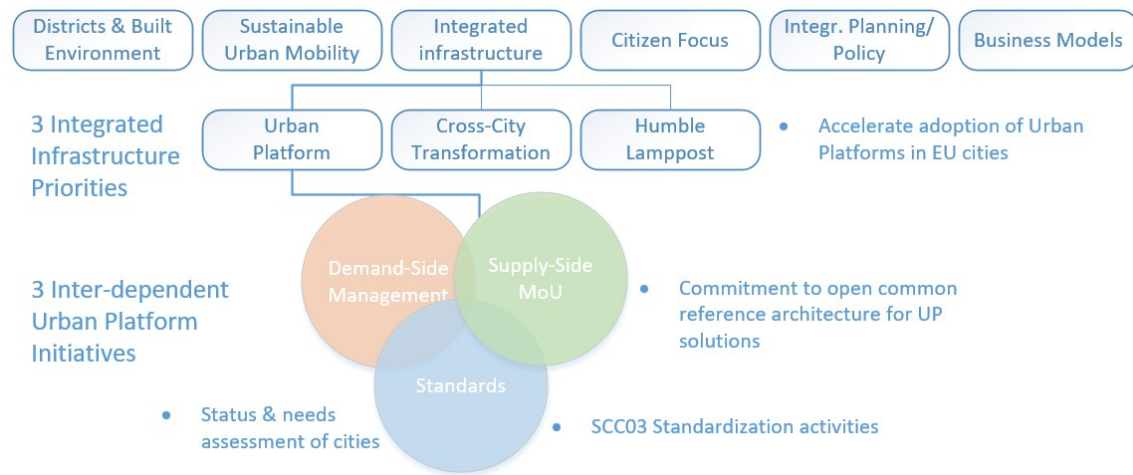 Districts & Built
Environment
Sustainable
Urban Mobility
Integrated
infrastructure
Citizen Focus
Integr. Planning/
Policy
Business Models
3 Integrated
Infrastructure
Priorities
Urban
Platform
Cross-City
Transformation
Humble
Lamppost
• Accelerate adoption of Urban
Platforms in EU cities
3 Inter-dependent
Urban Platform
Initiatives
Demand-Side
Management
Supply-Side
MoU
• Commitment to open common
reference architecture for UP
solutions
Standards
• Status & needs
assessment of cities
• SCC03 Standardization activities